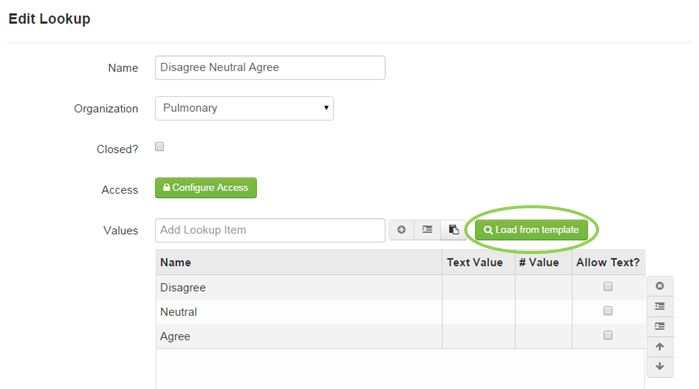 Edit Lookup
Name Disagree Neutral Agree
Organization Pulmonary
Closed?
Access Configure Access
Values Add Lookup Item Load from template
Name Text Value # Value Allow Text?
Disagree
Neutral
Agree